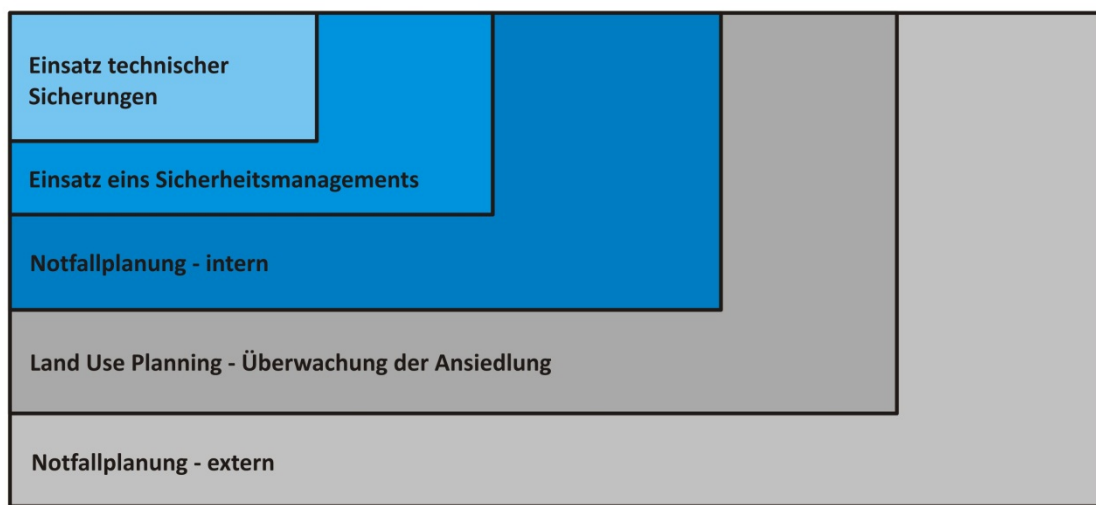 Einsatz technischer
Sicherungen
Einsatz eins Sicherheitsmanagements
Notfallplanung - intern
Land Use Planning - Überwachung der Ansiedlung
Notfallplanung - extern